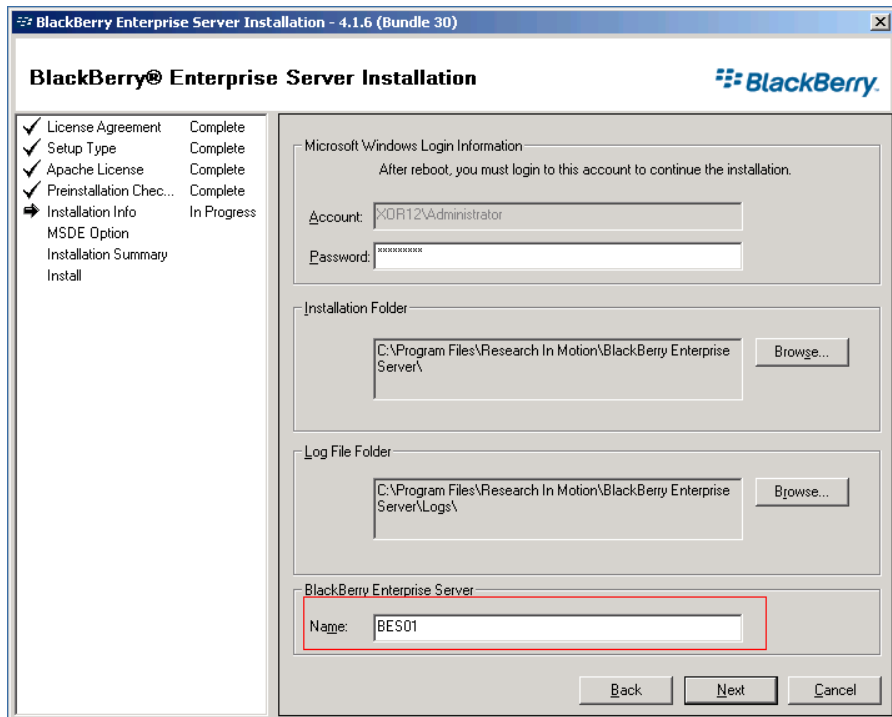 BlackBerry Enterprise Server Installation - 4.1.6 (Bundle 30)
BlackBerry® Enterprise Server Installation
BlackBerry.
License Agreement Complete
Setup Type Complete
Apache License Complete
Preinstallation Chec... Complete
Installation Info In Progress
MSDE Option
Installation Summary
Install
Microsoft Windows Login Information
After reboot, you must login to this account to continue the installation.
Account: XOR12\Administrator
Password: *********
Installation Folder
C:\Program Files\Research In Motion\BlackBerry Enterprise
Server\
Browse...
Log File Folder
C:\Program Files\Research In Motion\BlackBerry Enterprise
Server\Logs\
Browse...
BlackBerry Enterprise Server
Name: BES01
Back Next Cancel